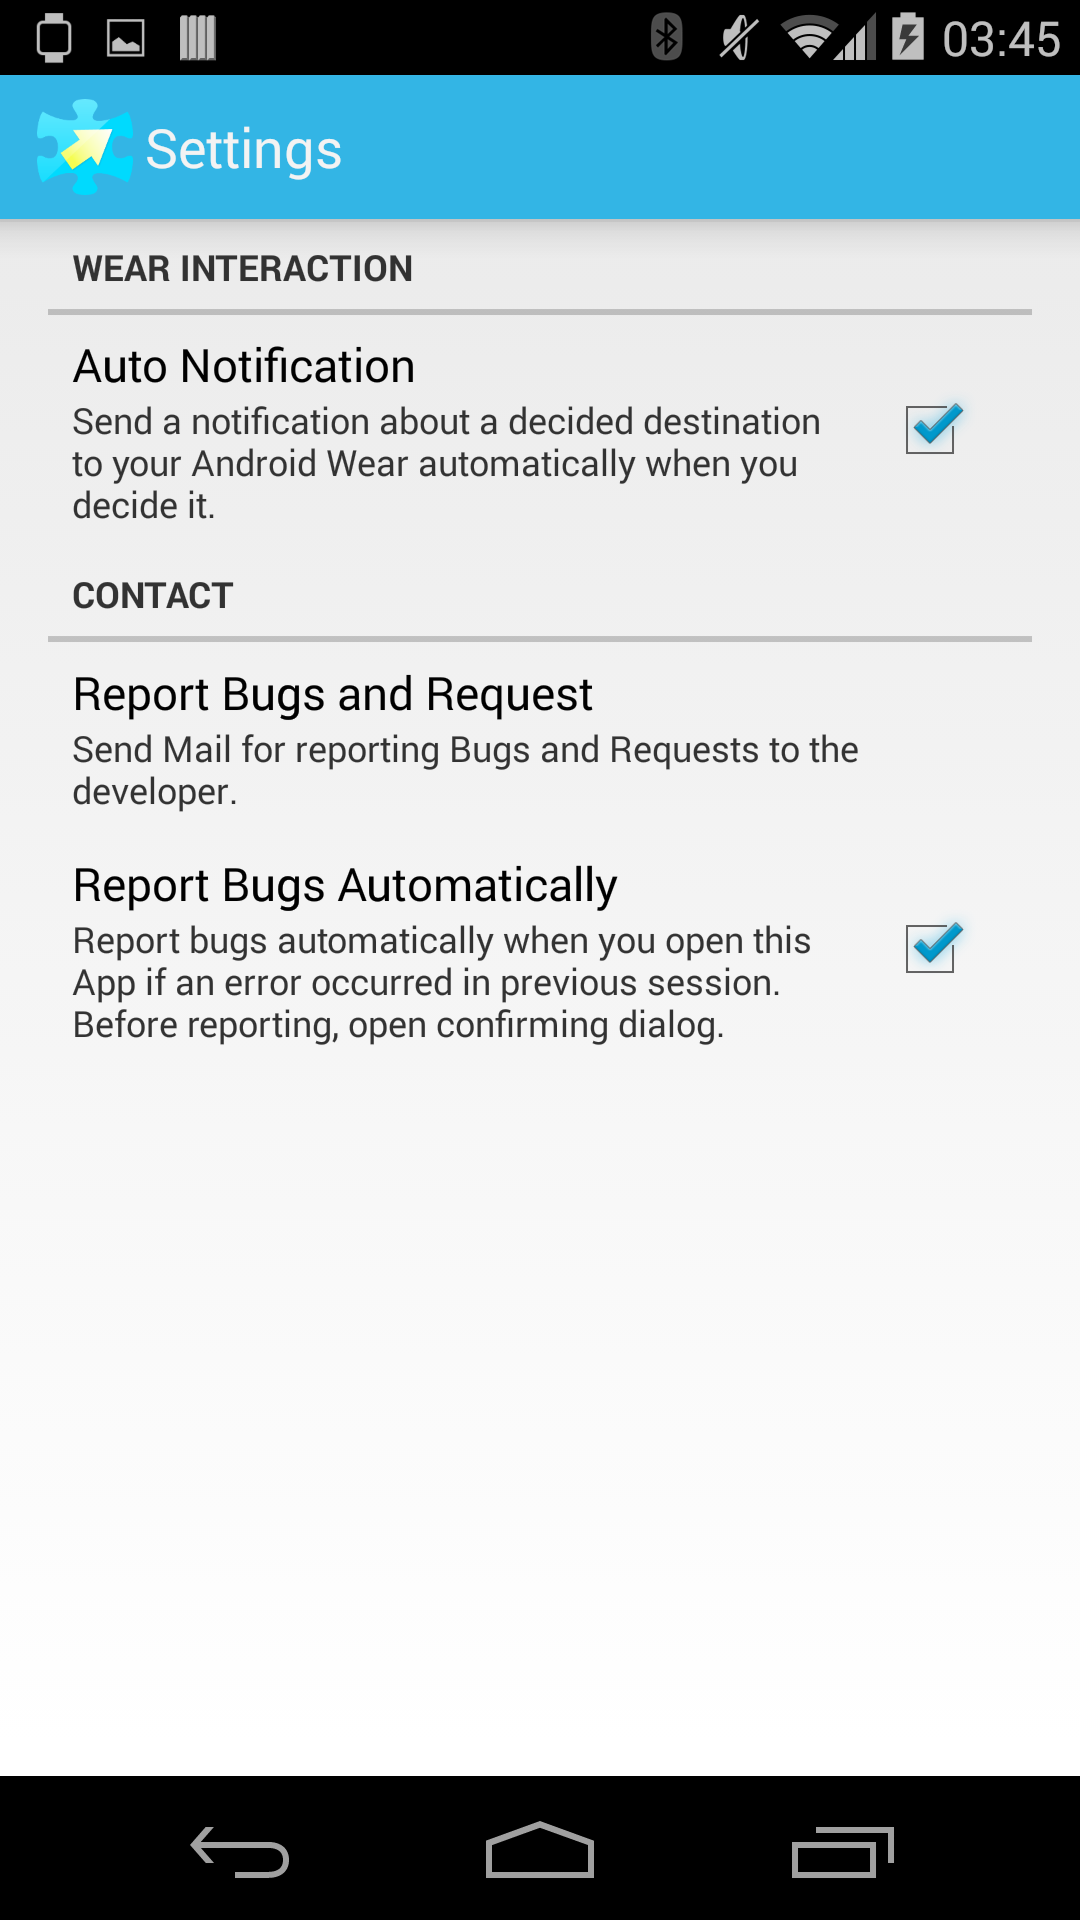 03:45
Settings
WEAR INTERACTION
Auto Notification
Send a notification about a decided destination
to your Android Wear automatically when you
decide it.
CONTACT
Report Bugs and Request
Send Mail for reporting Bugs and Requests to the
developer.
Report Bugs Automatically
Report bugs automatically when you open this
App if an error occurred in previous session.
Before reporting, open confirming dialog.